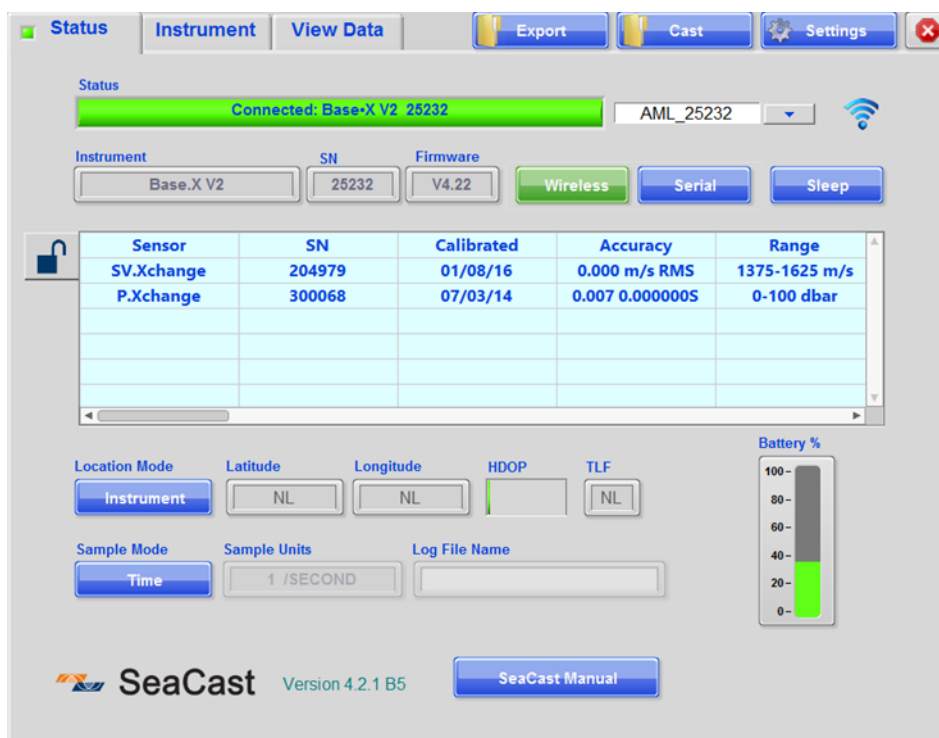 Status Instrument View Data Export Cast Settings
Status
Connected: Base•X V2 25232 AML_25232
Instrument SN Firmware
Base.X V2 25232 V4.22 Wireless Serial Sleep
Sensor SN Calibrated Accuracy Range
SV.Xchange 204979 01/08/16 0.000 m/s RMS 1375-1625 m/s
P.Xchange 300068 07/03/14 0.007 0.000000S 0-100 dbar
Battery %
Location Mode Latitude Longitude HDOP TLF
100
Instrument NL NL NL
80
60
Sample Mode Sample Units Log File Name
40
Time 1 /SECOND
20
0
SeaCast Version 4.2.1 B5 SeaCast Manual